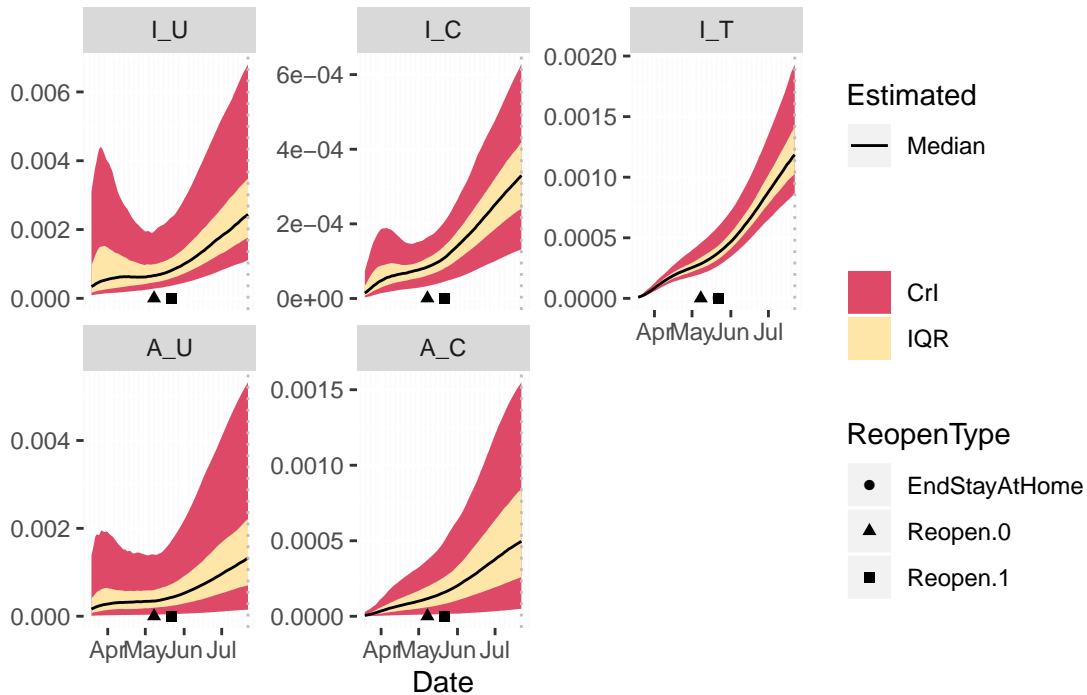 I_U
I_C
I_T
0.006
0.004
0.002
0.000
6e−04
4e−04
2e−04
0e+00
0.0020
0.0015
0.0010
0.0005
0.0000
Apr May Jun Jul
A_U
A_C
0.004
0.002
0.000
0.0015
0.0010
0.0005
0.0000
Apr May Jun Jul
Apr May Jun Jul
Date
Estimated
Median
CrI
IQR
ReopenType
EndStayAtHome
Reopen.0
Reopen.1